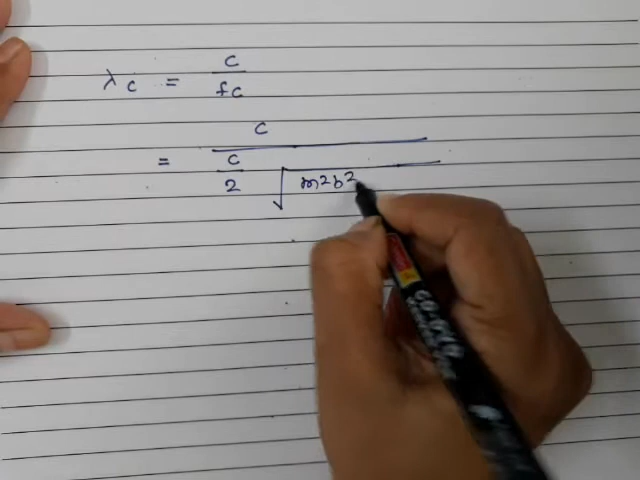 λc = c/fc
= c / (c/2 √m²b²